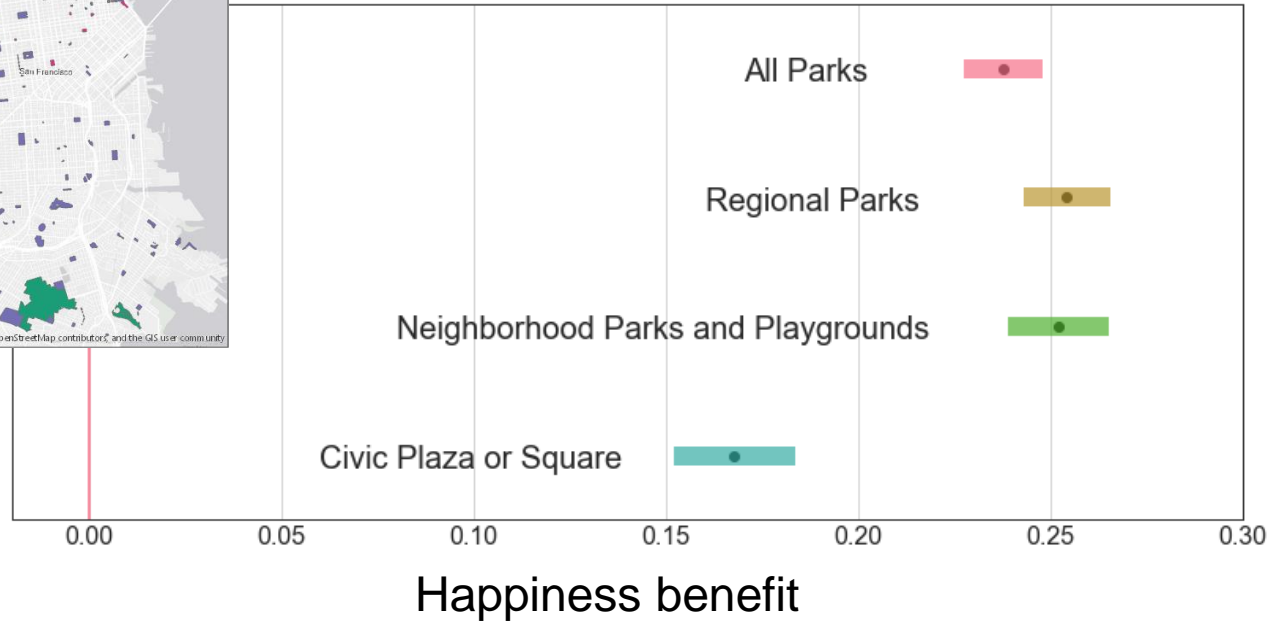 San Francisco
penStreetMap contributors, and the GIS user community
All Parks
Regional Parks
Neighborhood Parks and Playgrounds
Civic Plaza or Square
0.00 0.05 0.10 0.15 0.20 0.25 0.30
Happiness benefit